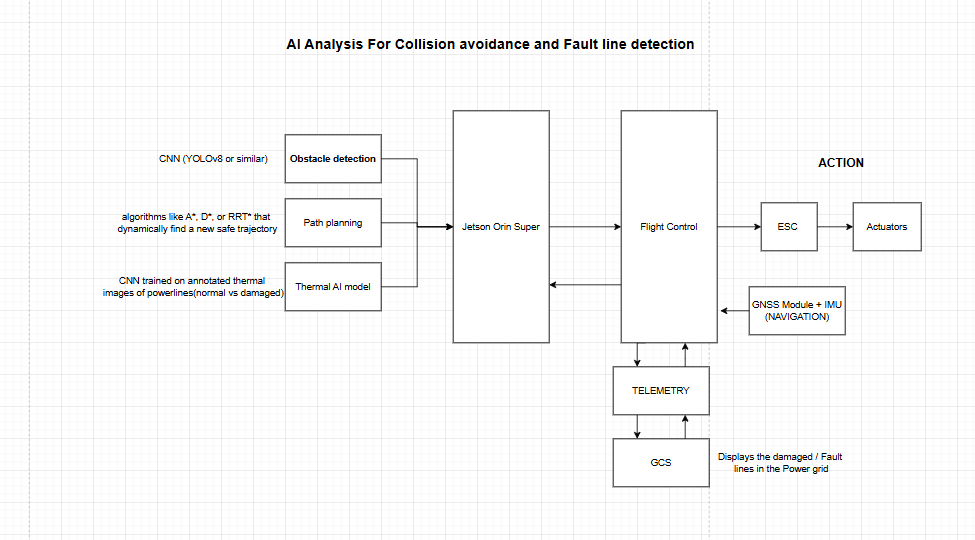 AI Analysis For Collision avoidance and Fault line detection
CNN (YOLOv8 or similar)
Obstacle detection
algorithms like A*, D*, or RRT* that
dynamically find a new safe trajectory
Path planning
CNN trained on annotated thermal
images of powerlines(normal vs damaged)
Thermal AI model
Jetson Orin Super
Flight Control
ACTION
ESC
Actuators
GNSS Module + IMU
(NAVIGATION)
TELEMETRY
GCS
Displays the damaged / Fault
lines in the Power grid